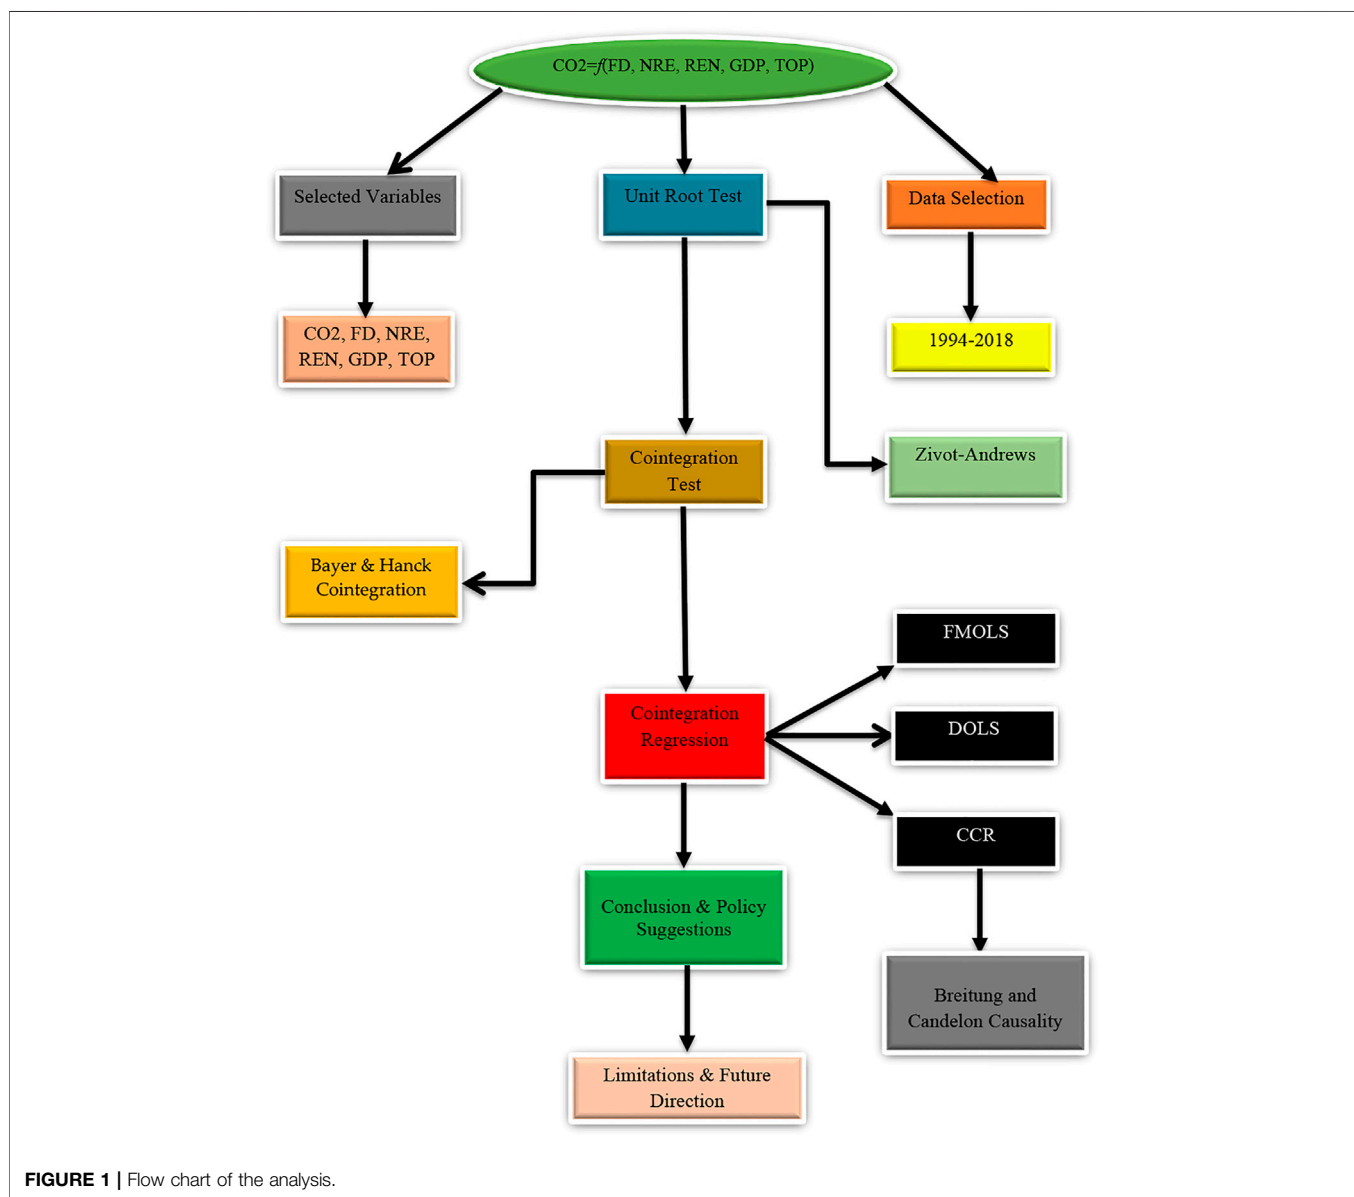 CO2=f(FD, NRE, REN, GDP, TOP)
Selected Variables
Unit Root Test
Data Selection
CO2, FD, NRE,
REN, GDP, TOP
1994-2018
Cointegration
Test
Zivot-Andrews
Bayer & Hanck
Cointegration
FMOLS
Cointegration
Regression
DOLS
CCR
Conclusion & Policy
Suggestions
Breitung and
Candelon Causality
Limitations & Future
Direction
FIGURE 1 | Flow chart of the analysis.